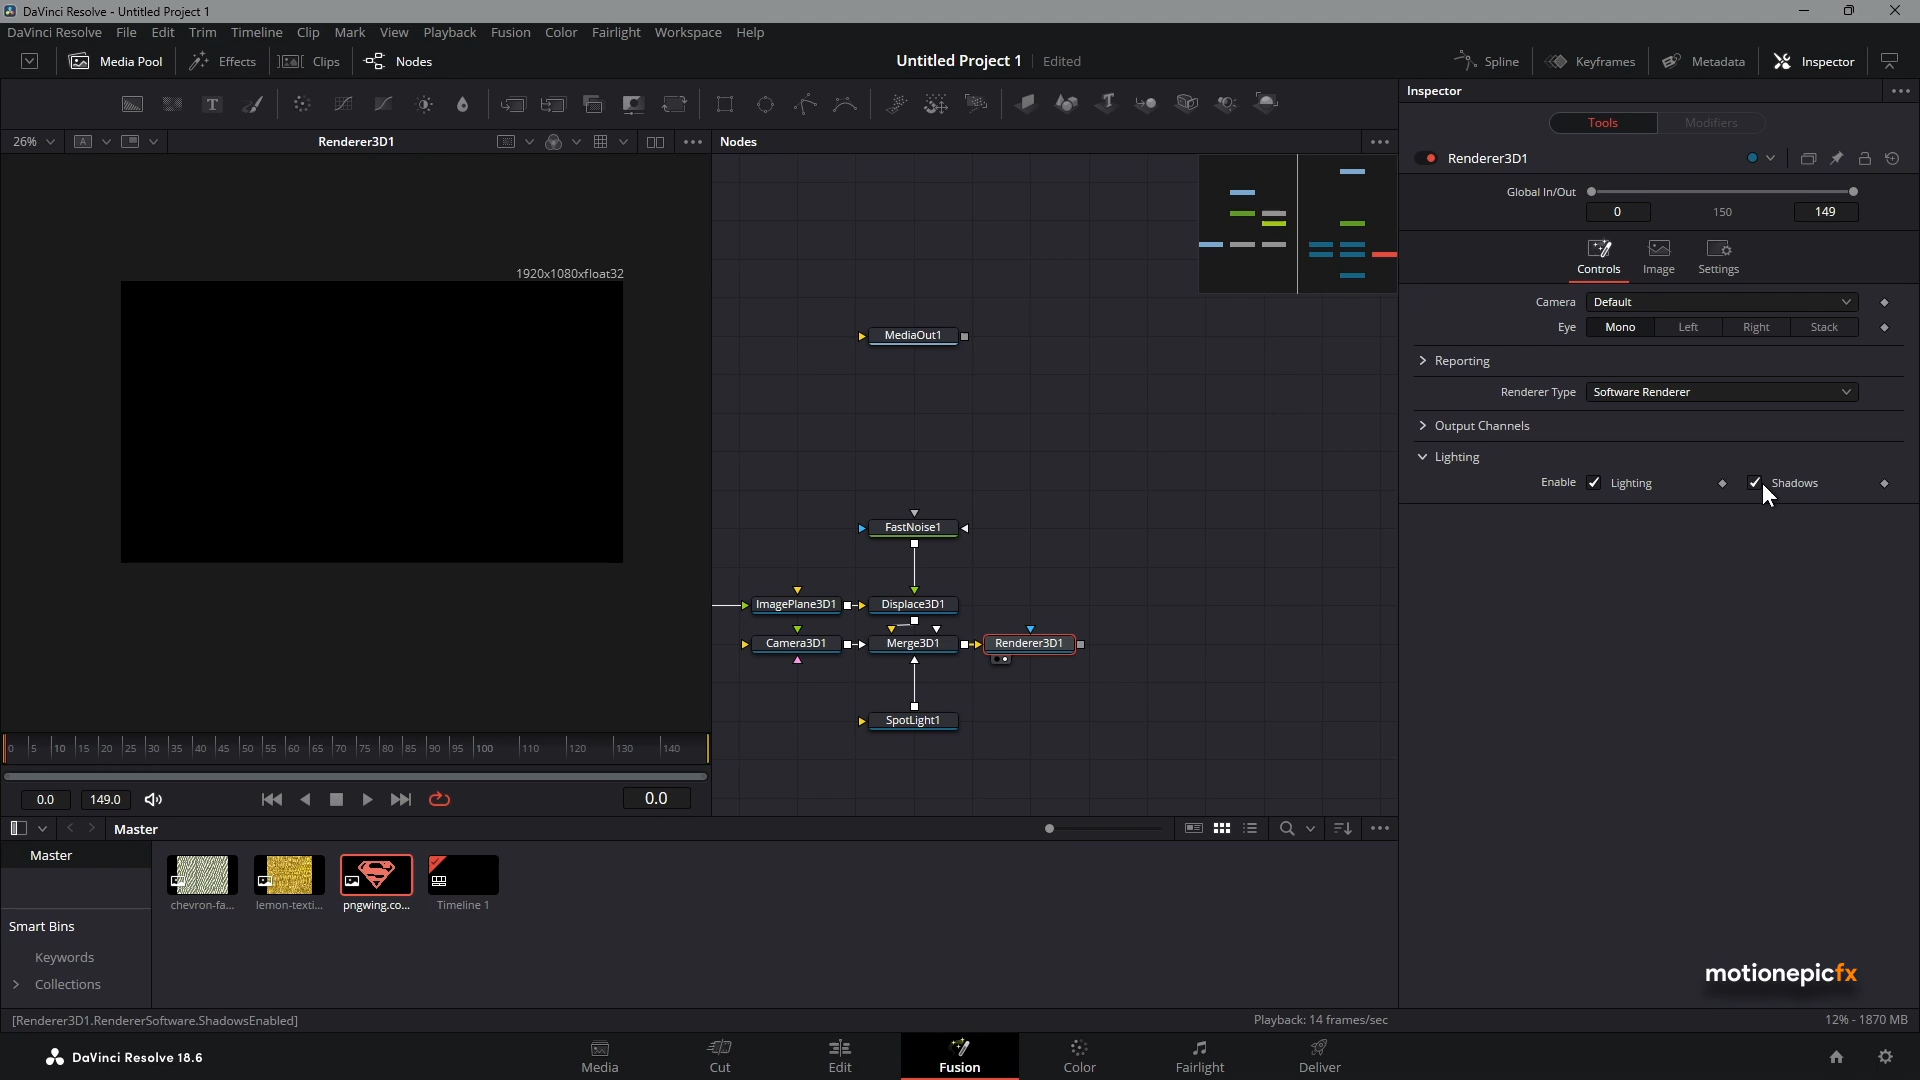 DaVinci Resolve - Untitled Project 1
DaVinci Resolve File Edit Trim Timeline Clip Mark View Playback Fusion Color Fairlight Workspace Help
Media Pool Effects Clips Nodes Untitled Project 1 Edited Spline Keyframes Metadata Inspector
T T
Inspector
Tools Modifiers
26% A Renderer3D1 Nodes
Renderer3D1
Global In/Out
0 150 149
Controls Image Settings
1920x1080xfloat32
Camera Default
Eye Mono Left Right Stack
MediaOut1
Reporting
Renderer Type Software Renderer
Output Channels
Lighting
Enable Lighting Shadows
FastNoise1
ImagePlane3D1 Displace3D1
Camera3D1 Merge3D1 Renderer3D1
SpotLight1
0 5 10 15 20 25 30 35 40 45 50 55 60 65 70 75 80 85 90 95 100 110 120 130 140
0.0 149.0 0.0
Master
Master
chevron-fa... lemon-texti... pngwing.co... Timeline 1
Smart Bins
Keywords
Collections
motionepicfx
[Renderer3D1.RendererSoftware.ShadowsEnabled] Playback: 14 frames/sec 12% - 1870 MB
DaVinci Resolve 18.6 Media Cut Edit Fusion Color Fairlight Deliver